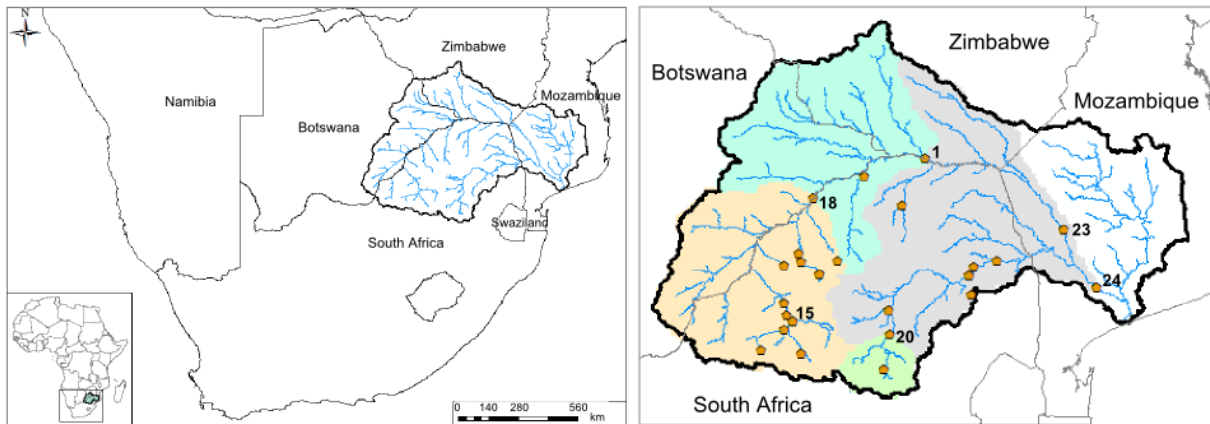 N
Zimbabwe
Namibia
Mozambique
Botswana
Swaziland
South Africa
0 140 280 560
km
Zimbabwe
Botswana
Mozambique
1
18
23
24
15
20
South Africa